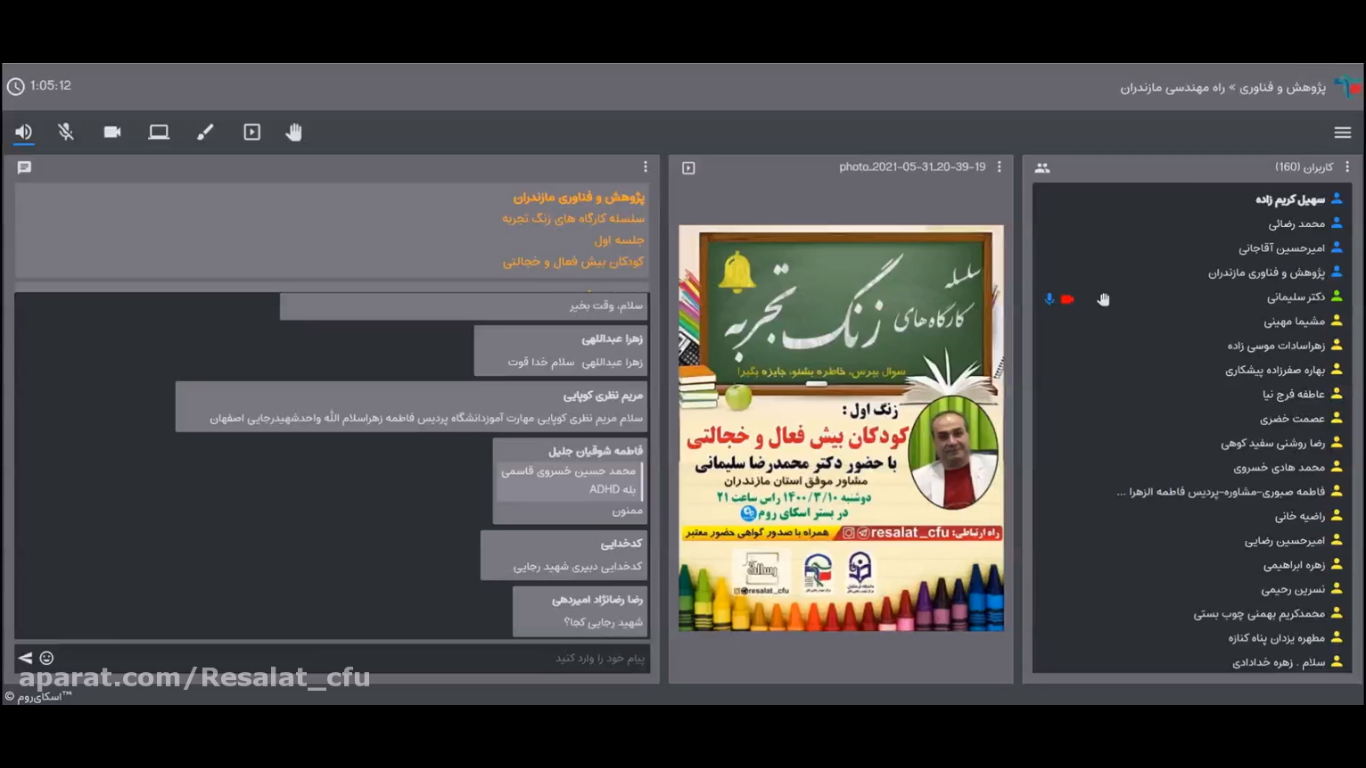 1:05:12
پژوهش و فناوری » راه مهندسی مازندران
پژوهش و فناوری مازندران
سلسله کارگاه های زنگ تجربه
جلسه اول
کودکان بیش فعال و خجالتی
سلام، وقت بخیر
زهرا عبداللهی
زهرا عبداللهی سلام خدا قوت
مریم نظری کوپایی
سلام مریم نظری کوپایی مهارت آموزدانشگاه پردیس فاطمه زهراسلام الله واحدشهیدرجایی اصفهان
فاطمه شوقیان جلیل
محمد حسین خسروی قاسمی
بله ADHD
ممنون
کدخدایی
کدخدایی دبیری شهید رجایی
رضا رضانژاد امیردهی
شهید رجایی کجا؟
پیام خود را وارد کنید
photo_2021-05-31_20-39-19
سلسله
کارگاه های
زنگ تجربه
سوال بپرس، خاطره بشنو، جایزه بگیر!
زنگ اول :
کودکان بیش فعال و خجالتی
با حضور دکتر محمدرضا سلیمانی
مشاور موفق استان مازندران
دوشنبه ۱۴۰۰/۳/۱۰ راس ساعت ۲۱
در بستر اسکای روم
راه ارتباطی: resalat_cfu
همراه با صدور گواهی حضور معتبر
رسالت
@resalat_cfu
کاربران (160)
سهیل کریم زاده
محمد رضائی
امیرحسین آقاجانی
پژوهش و فناوری مازندران
دکتر سلیمانی
مشیما مهینی
زهراسادات موسی زاده
بهاره صفرزاده پیشکاری
عاطفه فرج نیا
عصمت خضری
رضا روشنی سفید کوهی
محمد هادی خسروی
فاطمه صبوری-مشاوره-پردیس فاطمه الزهرا ...
راضیه خانی
امیرحسین رضایی
زهره ابراهیمی
نسرین رحیمی
محمدکریم بهمنی چوب بستی
مطهره یزدان پناه کنازه
سلام . زهره خدادادی
aparat.com/Resalat_cfu
© اسکای‌روم™